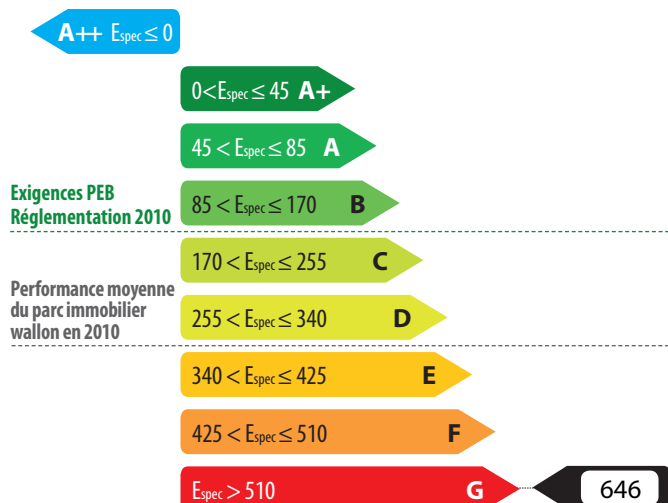 A++ Espec ≤ 0
0<Espec ≤ 45 A+
45 < Espec ≤ 85 A
Exigences PEB
Réglementation 2010
85 < Espec ≤ 170 B
170 < Espec ≤ 255 C
Performance moyenne
du parc immobilier
wallon en 2010
255 < Espec ≤ 340 D
340 < Espec ≤ 425 E
425 < Espec ≤ 510 F
Espec > 510 G
646